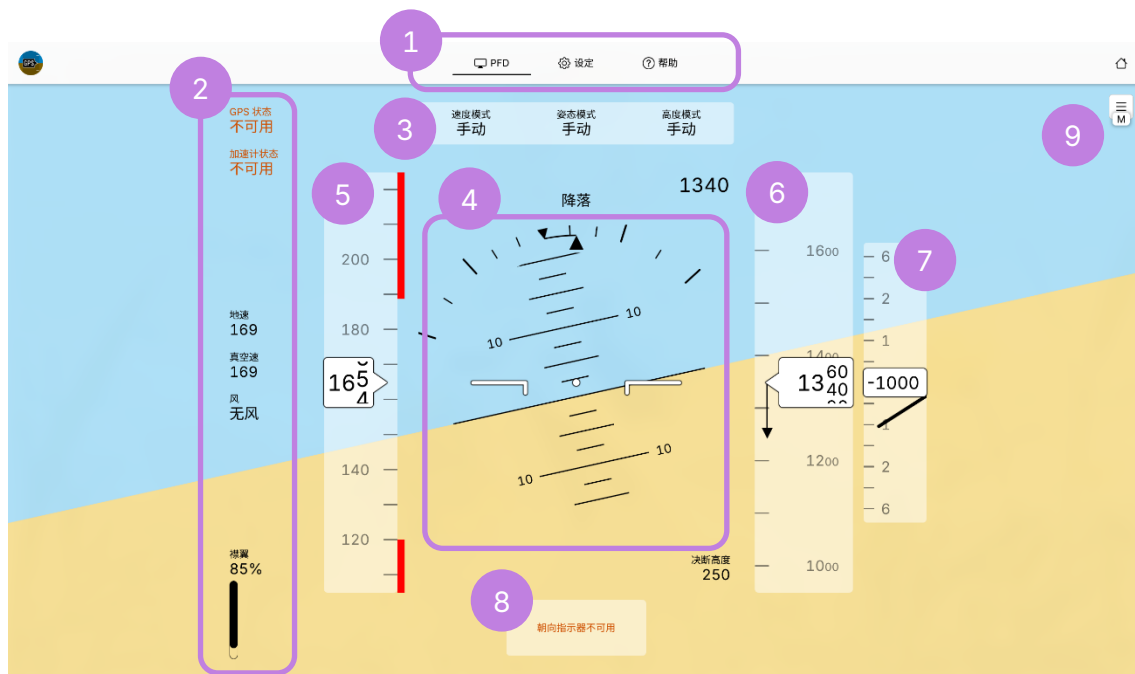 1
PFD
设定
帮助
GPS
2
GPS 状态
不可用
加速计状态
不可用
3
速度模式
手动
姿态模式
手动
高度模式
手动
9
M
5
200
180
165
4
140
120
4
降落
1340
10
10
10
10
6
1600
1400
13
60
40
1200
1000
7
6
2
1
-1000
1
2
6
地速
169
真空速
169
风
无风
襟翼
85%
决断高度
250
8
朝向指示器不可用